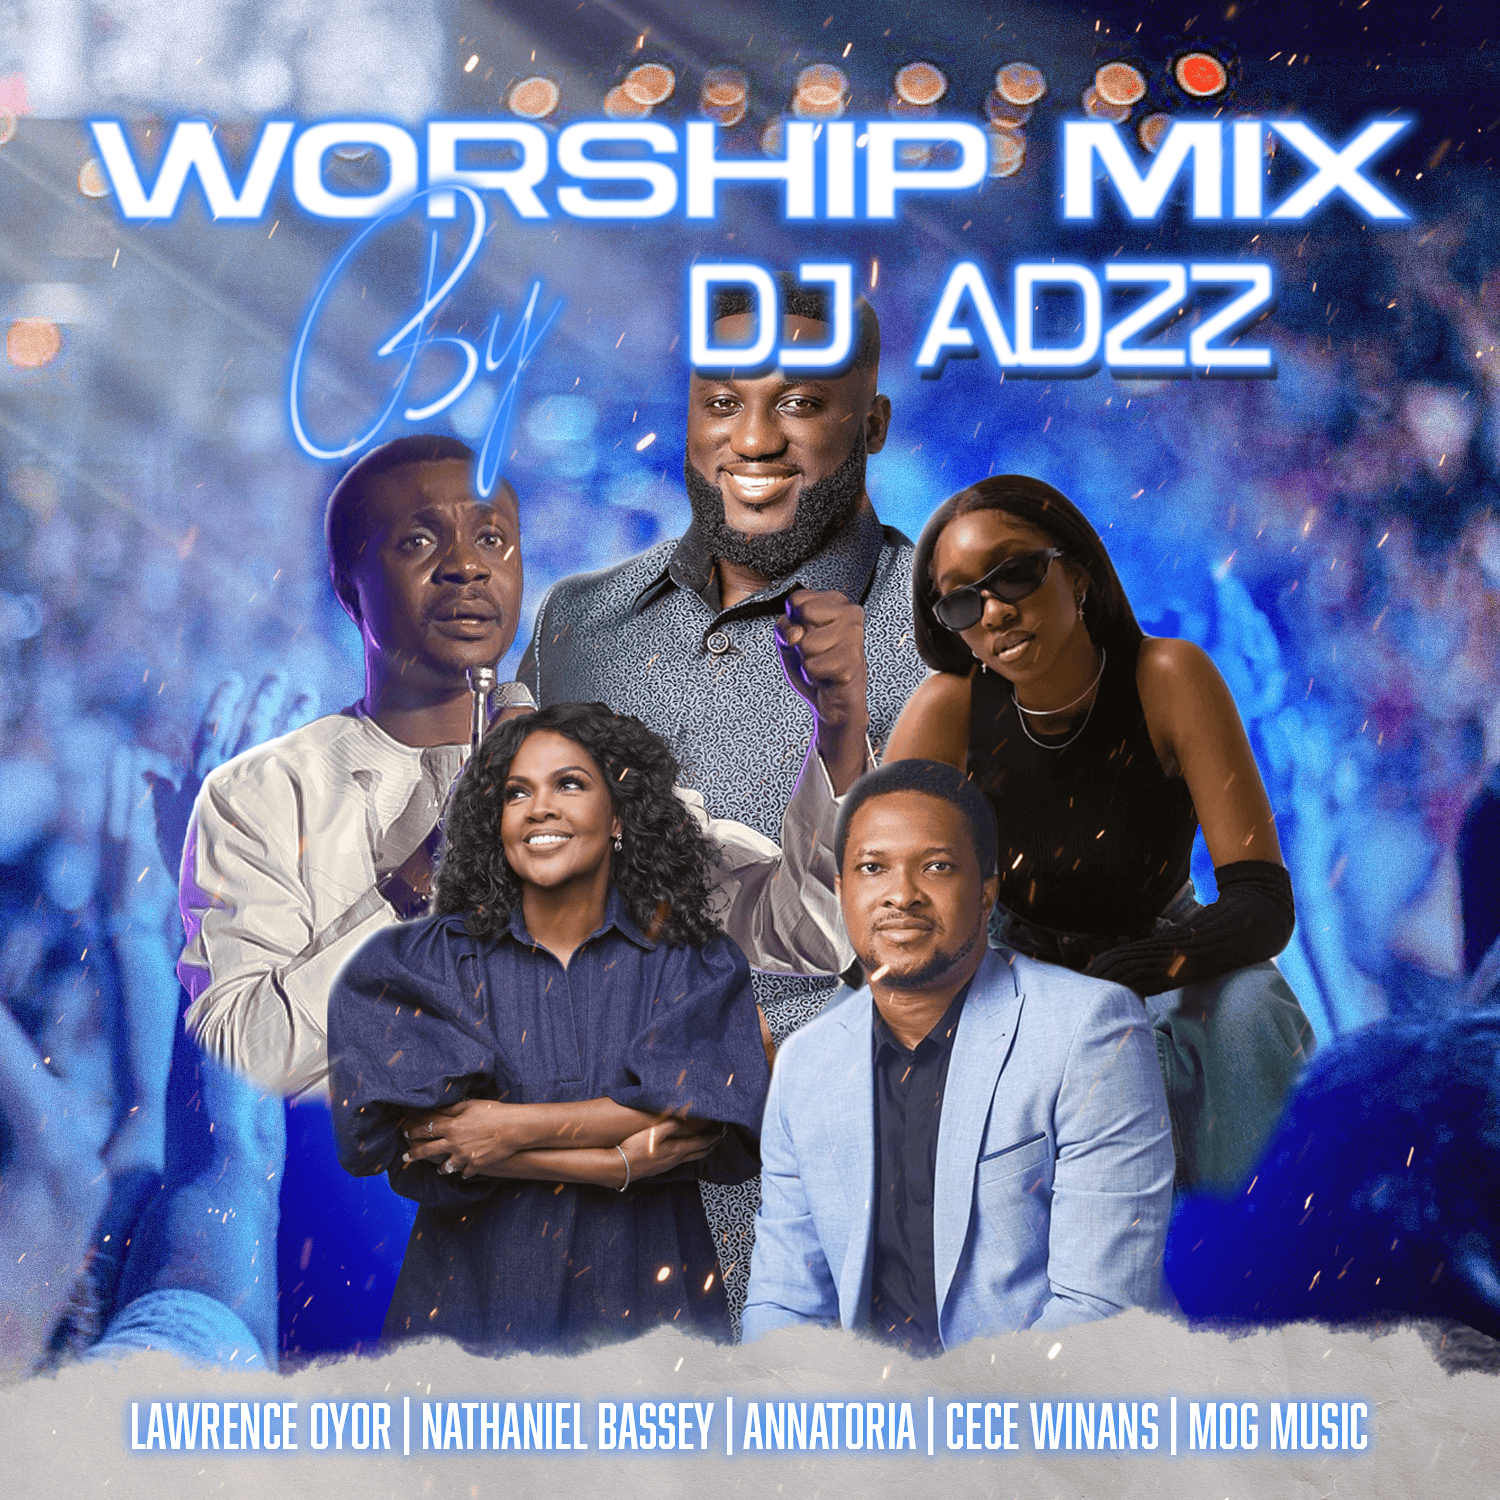 WORSHIP MIX
By DJ ADZZ
LAWRENCE OYOR | NATHANIEL BASSEY | ANNATORIA | CECE WINANS | MOG MUSIC